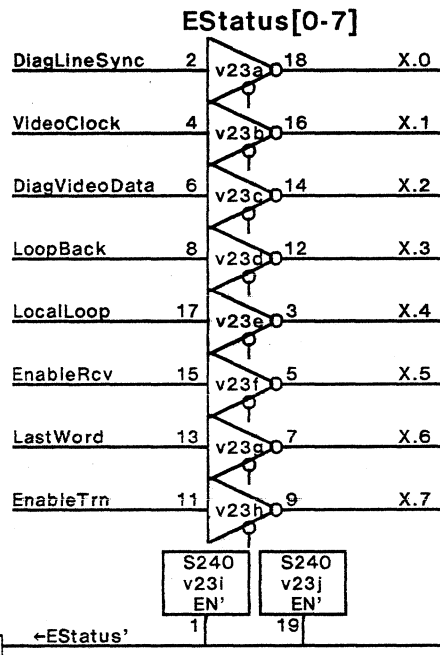 EStatus[0-7]
DiagLineSync 2 v23a 18 X.0
VideoClock 4 v23b 16 X.1
DiagVideoData 6 v23c 14 X.2
LoopBack 8 v23d 12 X.3
LocalLoop 17 v23e 3 X.4
EnableRcv 15 v23f 5 X.5
LastWord 13 v23g 7 X.6
EnableTrn 11 v23h 9 X.7
S240 S240
v23i v23j
EN' EN'
1 19
←EStatus'